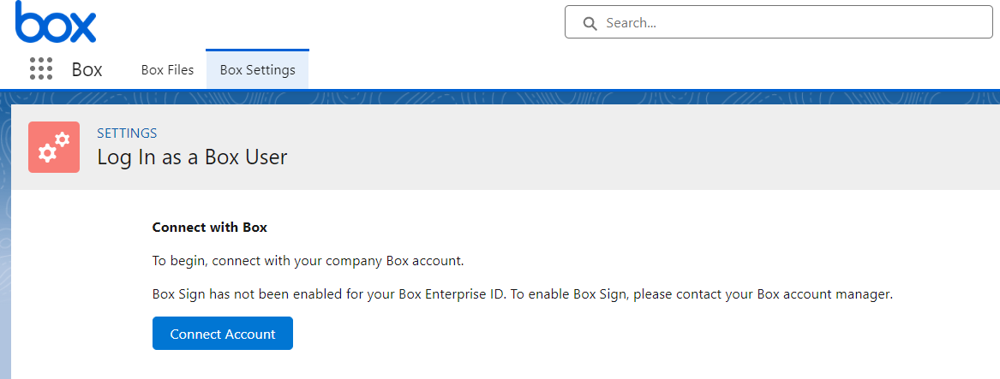 box
Search...
Box
Box Files
Box Settings
SETTINGS
Log In as a Box User
Connect with Box
To begin, connect with your company Box account.
Box Sign has not been enabled for your Box Enterprise ID. To enable Box Sign, please contact your Box account manager.
Connect Account